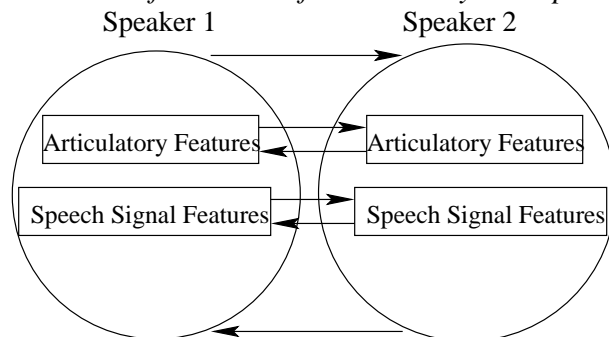 Speaker 1 Speaker 2
Articulatory Features Articulatory Features
Speech Signal Features Speech Signal Features